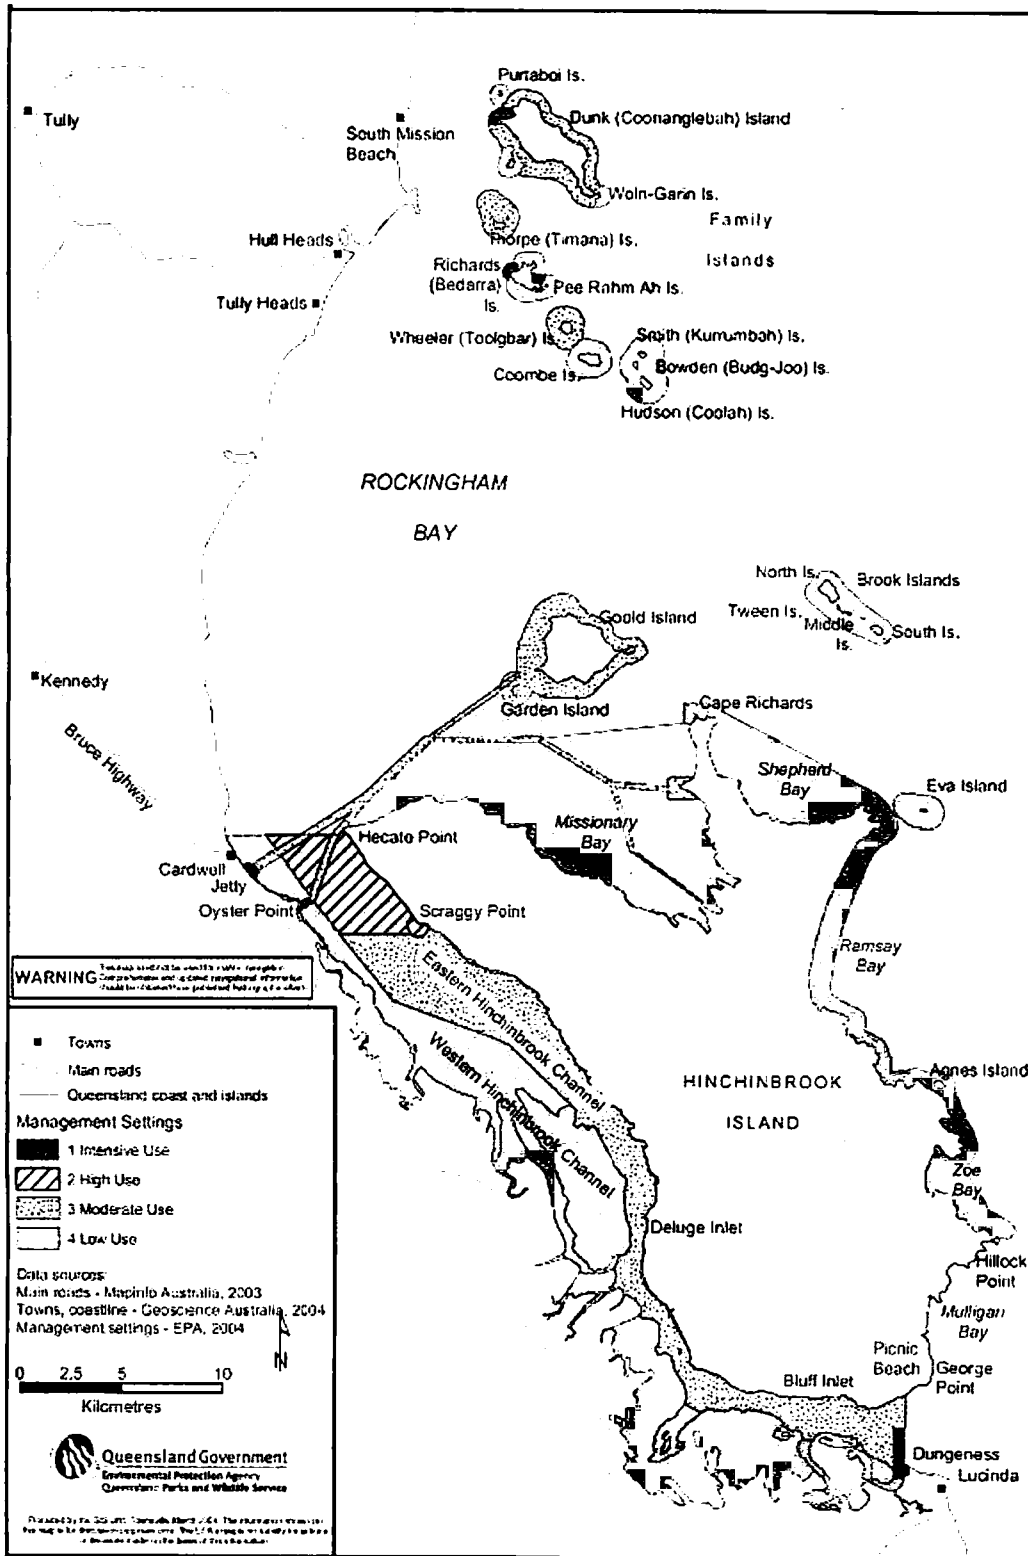 Purtaboi Is.
Tully
South Mission
Beach
Dunk (Coonanglebah) Island
Woln-Garin Is.
Family
Islands
Hull Heads
Thorpe (Timana) Is.
Richards
(Bedarra)
Is.
Pee Rahm Ah Is.
Tully Heads
Wheeler (Toolgbar) Is.
Smith (Kurrumbah) Is.
Coombe Is.
Bowden (Budg-Joo) Is.
Hudson (Coolah) Is.
ROCKINGHAM
BAY
North Is.
Brook Islands
Tween Is.
Middle
Is.
South Is.
Goold Island
Kennedy
Garden Island
Cape Richards
Bruce Highway
Shepherd
Bay
Eva Island
Missionary
Bay
Hecate Point
Cardwell
Jetty
Oyster Point
Scraggy Point
Ramsay
Bay
Eastern Hinchinbrook Channel
Western Hinchinbrook Channel
HINCHINBROOK
ISLAND
Agnes Island
Zoe
Bay
Deluge Inlet
Hillock
Point
Mulligan
Bay
Picnic
Beach
George
Point
Bluff Inlet
Dungeness
Lucinda
WARNING
Towns
Main roads
Queensland coast and islands
Management Settings
1 Intensive Use
2 High Use
3 Moderate Use
4 Low Use
Data sources:
Main roads - MapInfo Australia, 2003
Towns, coastline - Geoscience Australia, 2004
Management settings - EPA, 2004
N
0 2.5 5 10
Kilometres
Queensland Government
Environmental Protection Agency
Queensland Parks and Wildlife Service